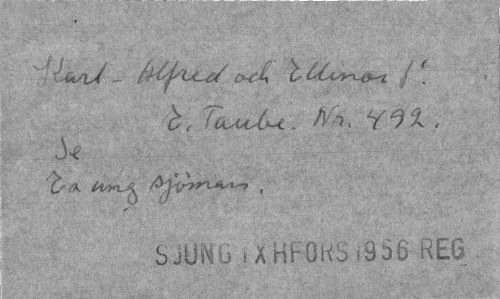 Karl-Alfred och Ellinor f.
E. Taube. Nr. 492.
Se
En ung sjöman.
SJUNG I X HFORS 1956 REG